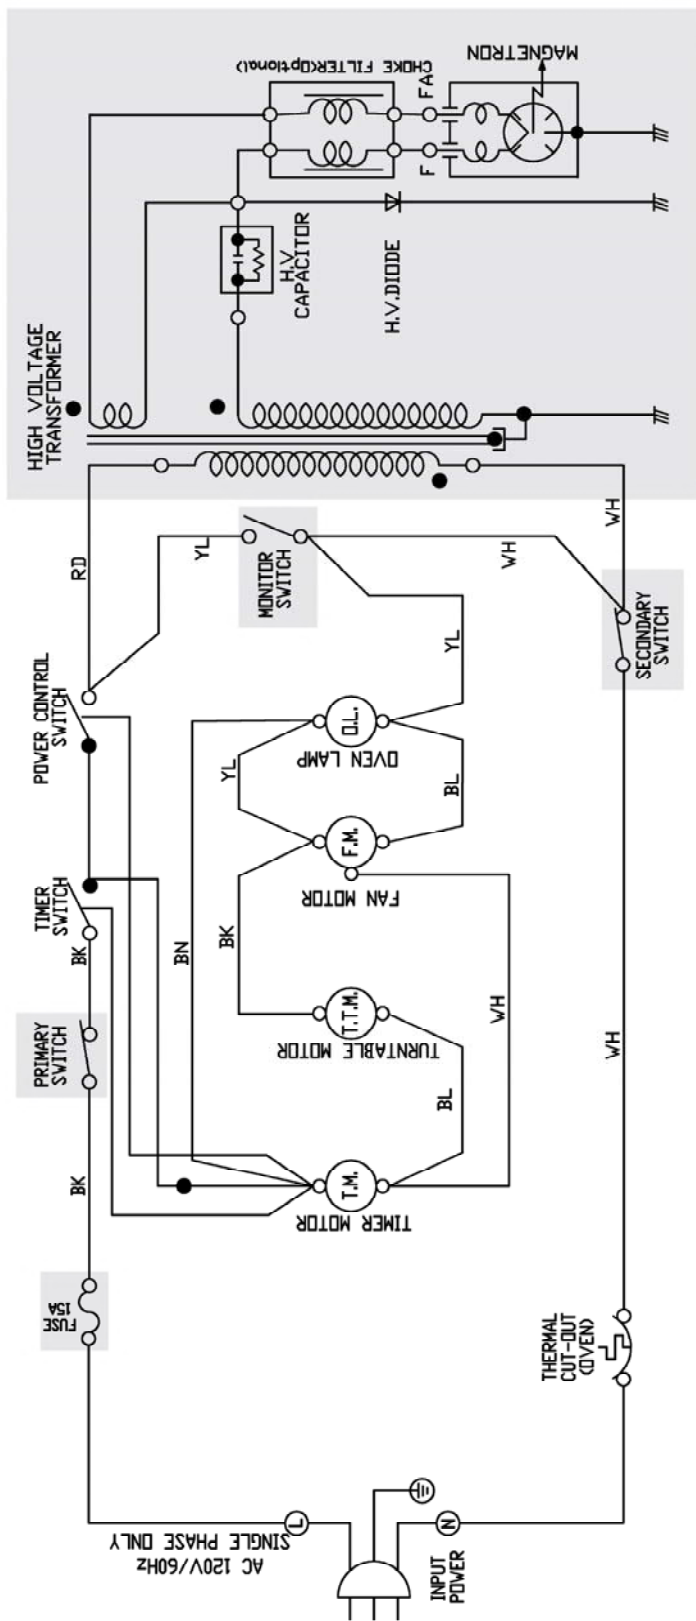 CHOKE FILTER(Optional)
MAGNETRON
FA
F
H.V.
CAPACITOR
H.V.DIODE
HIGH VOLTAGE
TRANSFORMER
RD
YL
MONITOR
SWITCH
WH
WH
SECONDARY
SWITCH
YL
POWER CONTROL
SWITCH
O.L.
OVEN LAMP
YL
BL
F.M.
FAN MOTOR
TIMER
SWITCH
BK
BN
BK
T.T.M.
TURNTABLE MOTOR
WH
WH
PRIMARY
SWITCH
BK
BL
T.M.
TIMER MOTOR
FUSE
15A
THERMAL
CUT-OUT
(OVEN)
AC 120V/60Hz
SINGLE PHASE ONLY
L
N
INPUT
POWER